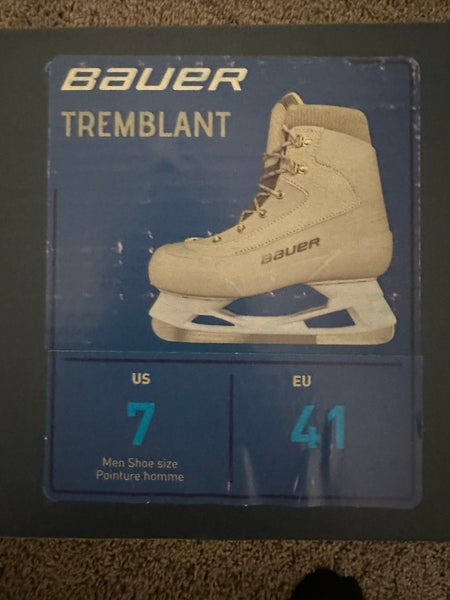 BAUER
TREMBLANT
BAUER
US
7
Men Shoe size
Pointure homme
EU
41